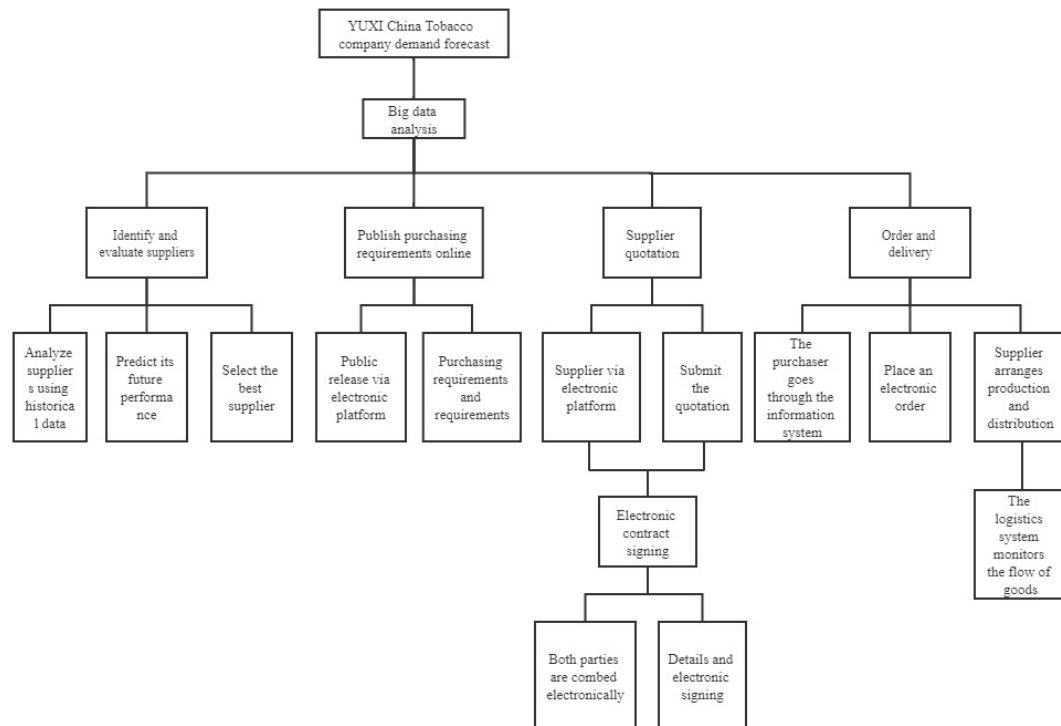 YUXI China Tobacco
company demand forecast
Big data
analysis
Identify and
evaluate suppliers
Publish purchasing
requirements online
Supplier
quotation
Order and
delivery
Analyze
supplier
s using
historica
l data
Predict its
future
performa
nce
Select the
best
supplier
Public
release via
electronic
platform
Purchasing
requirements
and
requirements
Supplier via
electronic
platform
Submit
the
quotation
The
purchaser
goes
through the
information
system
Place an
electronic
order
Supplier
arranges
production
and
distribution
Electronic
contract
signing
The
logistics
system
monitors
the flow of
goods
Both parties
are combed
electronically
Details and
electronic
signing